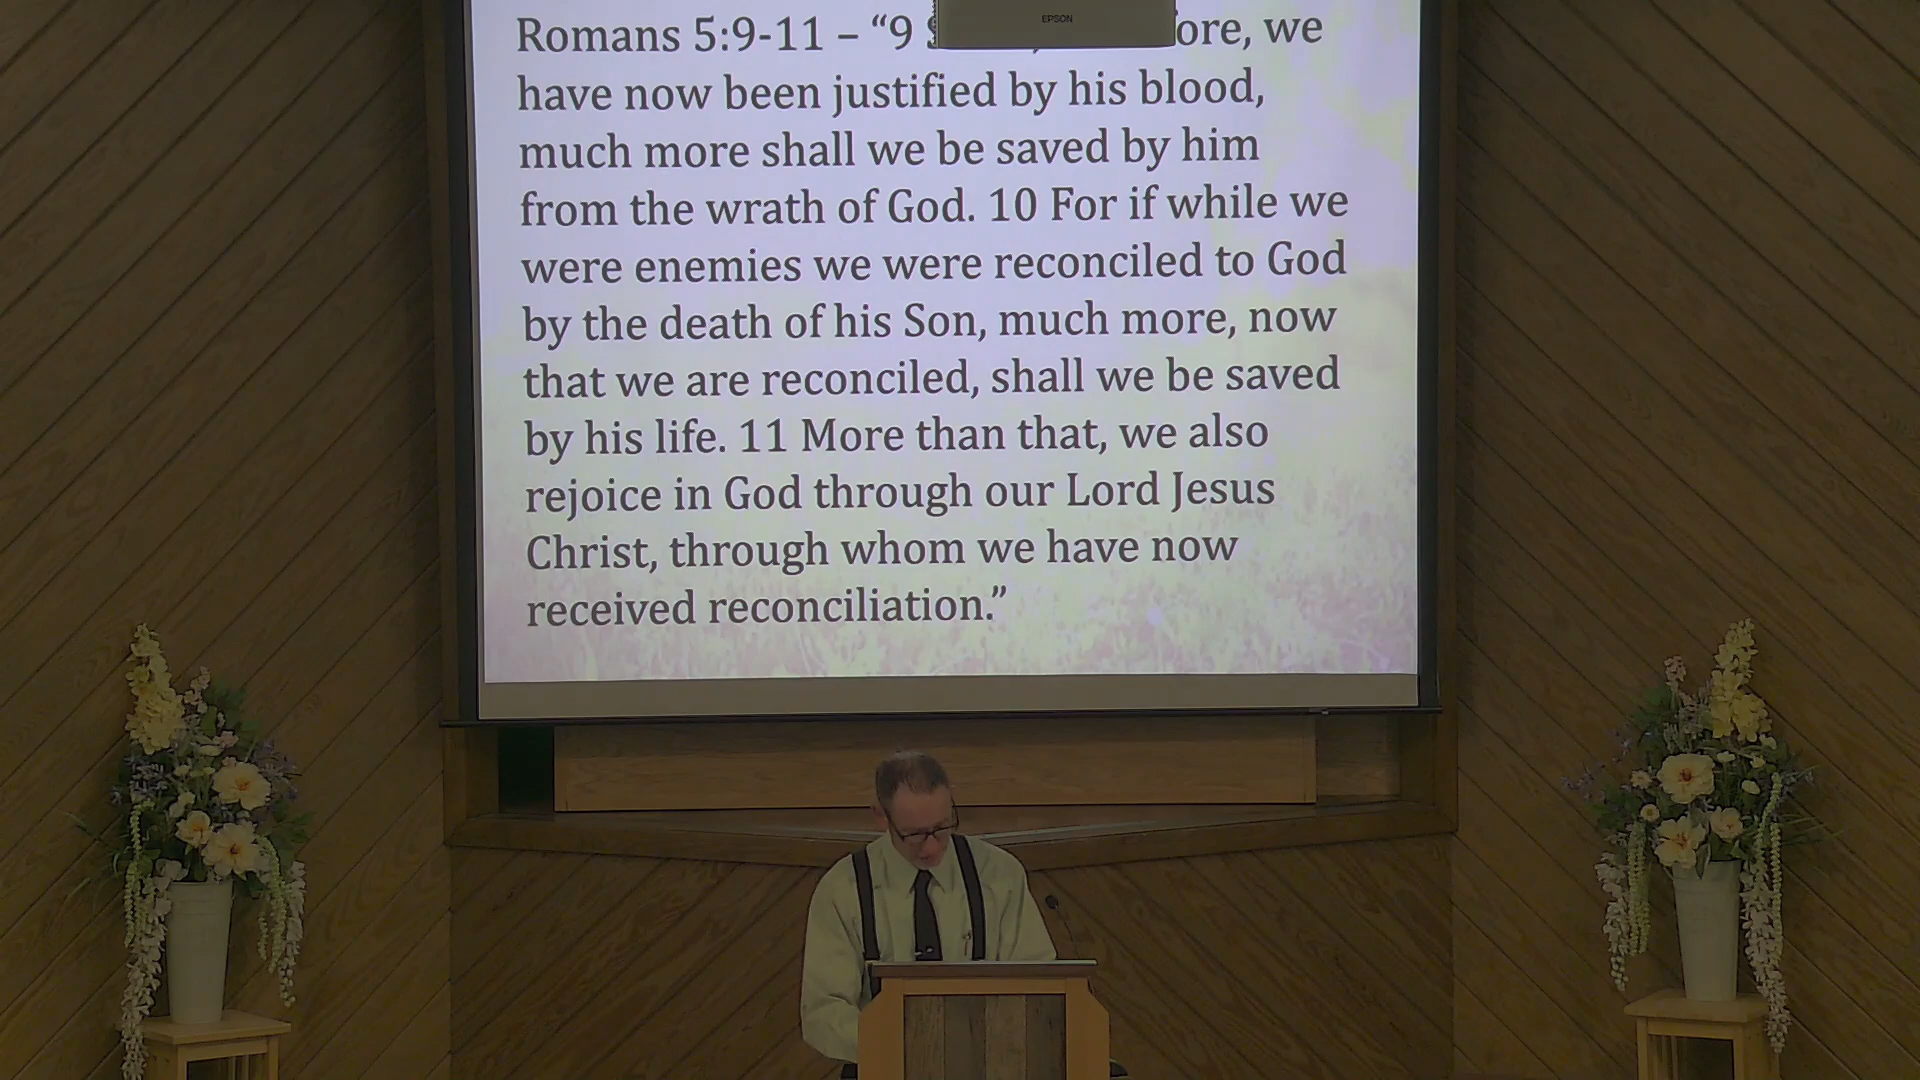 Romans 5:9-11 – “9 ore, we
EPSON
have now been justified by his blood,
much more shall we be saved by him
from the wrath of God. 10 For if while we
were enemies we were reconciled to God
by the death of his Son, much more, now
that we are reconciled, shall we be saved
by his life. 11 More than that, we also
rejoice in God through our Lord Jesus
Christ, through whom we have now
received reconciliation.”